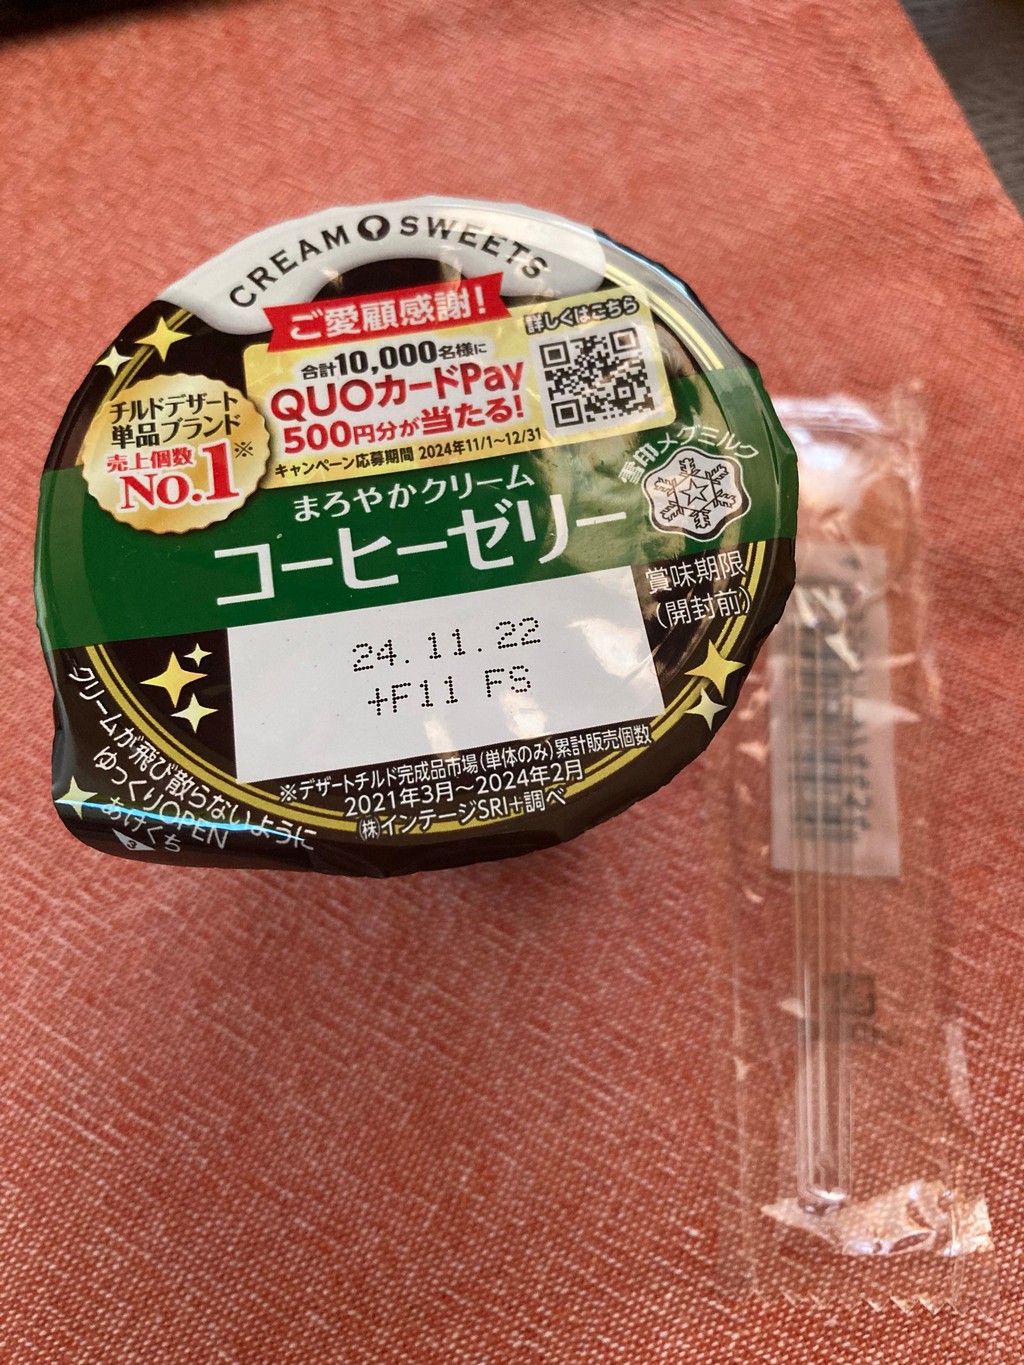 CREAM SWEETS
ご愛顧感謝!
合計10,000名様に
QUOカードPay
500円分が当たる!
キャンペーン応募期間 2024年11/1~12/31
詳しくはこちら
チルドデザート
単品ブランド
売上個数
No.1※
雪印メグミルク
まろやかクリーム
コーヒーゼリー
賞味期限
(開封前)
24.11.22
+F11 FS
※デザートチルド完成品市場(単体のみ)累計販売個数
2021年3月~2024年2月
(株)インテージSRI+調べ
クリームが飛び散らないように
ゆっくりOPEN
あけくち